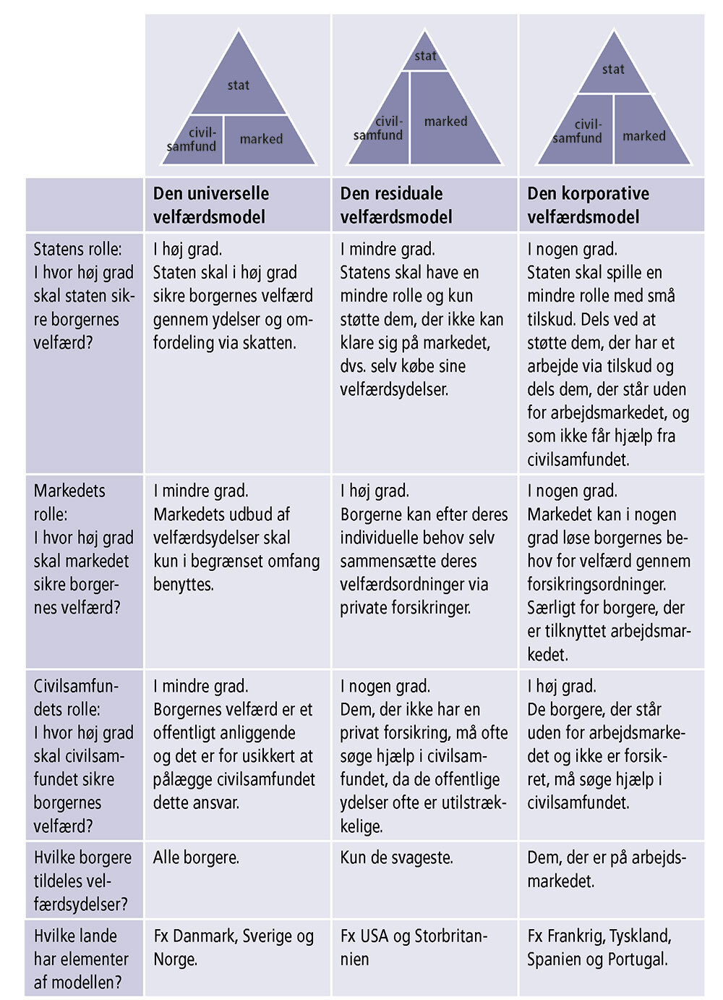 stat
civil-
samfund
marked
stat
civil-
samfund
marked
stat
civil-
samfund
marked
Den universelle
velfærdsmodel
Den residuale
velfærdsmodel
Den korporative
velfærdsmodel
Statens rolle:
I hvor høj grad
skal staten sik-
re borgernes
velfærd?
I høj grad.
Staten skal i høj grad
sikre borgernes velfærd
gennem ydelser og om-
fordeling via skatten.
I mindre grad.
Statens skal have en
mindre rolle og kun
støtte dem, der ikke kan
klare sig på markedet,
dvs. selv købe sine
velfærdsydelser.
I nogen grad.
Staten skal spille en
mindre rolle med små
tilskud. Dels ved at
støtte dem, der har et
arbejde via tilskud og
dels dem, der står uden
for arbejdsmarkedet, og
som ikke får hjælp fra
civilsamfundet.
Markedets
rolle:
I hvor høj grad
skal markedet
sikre borger-
nes velfærd?
I mindre grad.
Markedets udbud af
velfærdsydelser skal
kun i begrænset omfang
benyttes.
I høj grad.
Borgerne kan efter deres
individuelle behov selv
sammensætte deres
velfærdsordninger via
private forsikringer.
I nogen grad.
Markedet kan i nogen
grad løse borgernes be-
hov for velfærd gennem
forsikringsordninger.
Særligt for borgere, der
er tilknyttet arbejdsmar-
kedet.
Civilsamfun-
dets rolle:
I hvor høj grad
skal civilsam-
fundet sikre
borgernes
velfærd?
I mindre grad.
Borgernes velfærd er et
offentligt anliggende
og det er for usikkert at
pålægge civilsamfundet
dette ansvar.
I nogen grad.
Dem, der ikke har en
privat forsikring, må ofte
søge hjælp i civilsam-
fundet, da de offentlige
ydelser ofte er utilstræk-
kelige.
I høj grad.
De borgere, der står
uden for arbejdsmarke-
det og ikke er forsik-
ret, må søge hjælp i
civilsamfundet.
Hvilke borgere
tildeles vel-
færdsydelser?
Alle borgere.
Kun de svageste.
Dem, der er på arbejds-
markedet.
Hvilke lande
har elementer
af modellen?
Fx Danmark, Sverige og
Norge.
Fx USA og Storbritan-
nien
Fx Frankrig, Tyskland,
Spanien og Portugal.